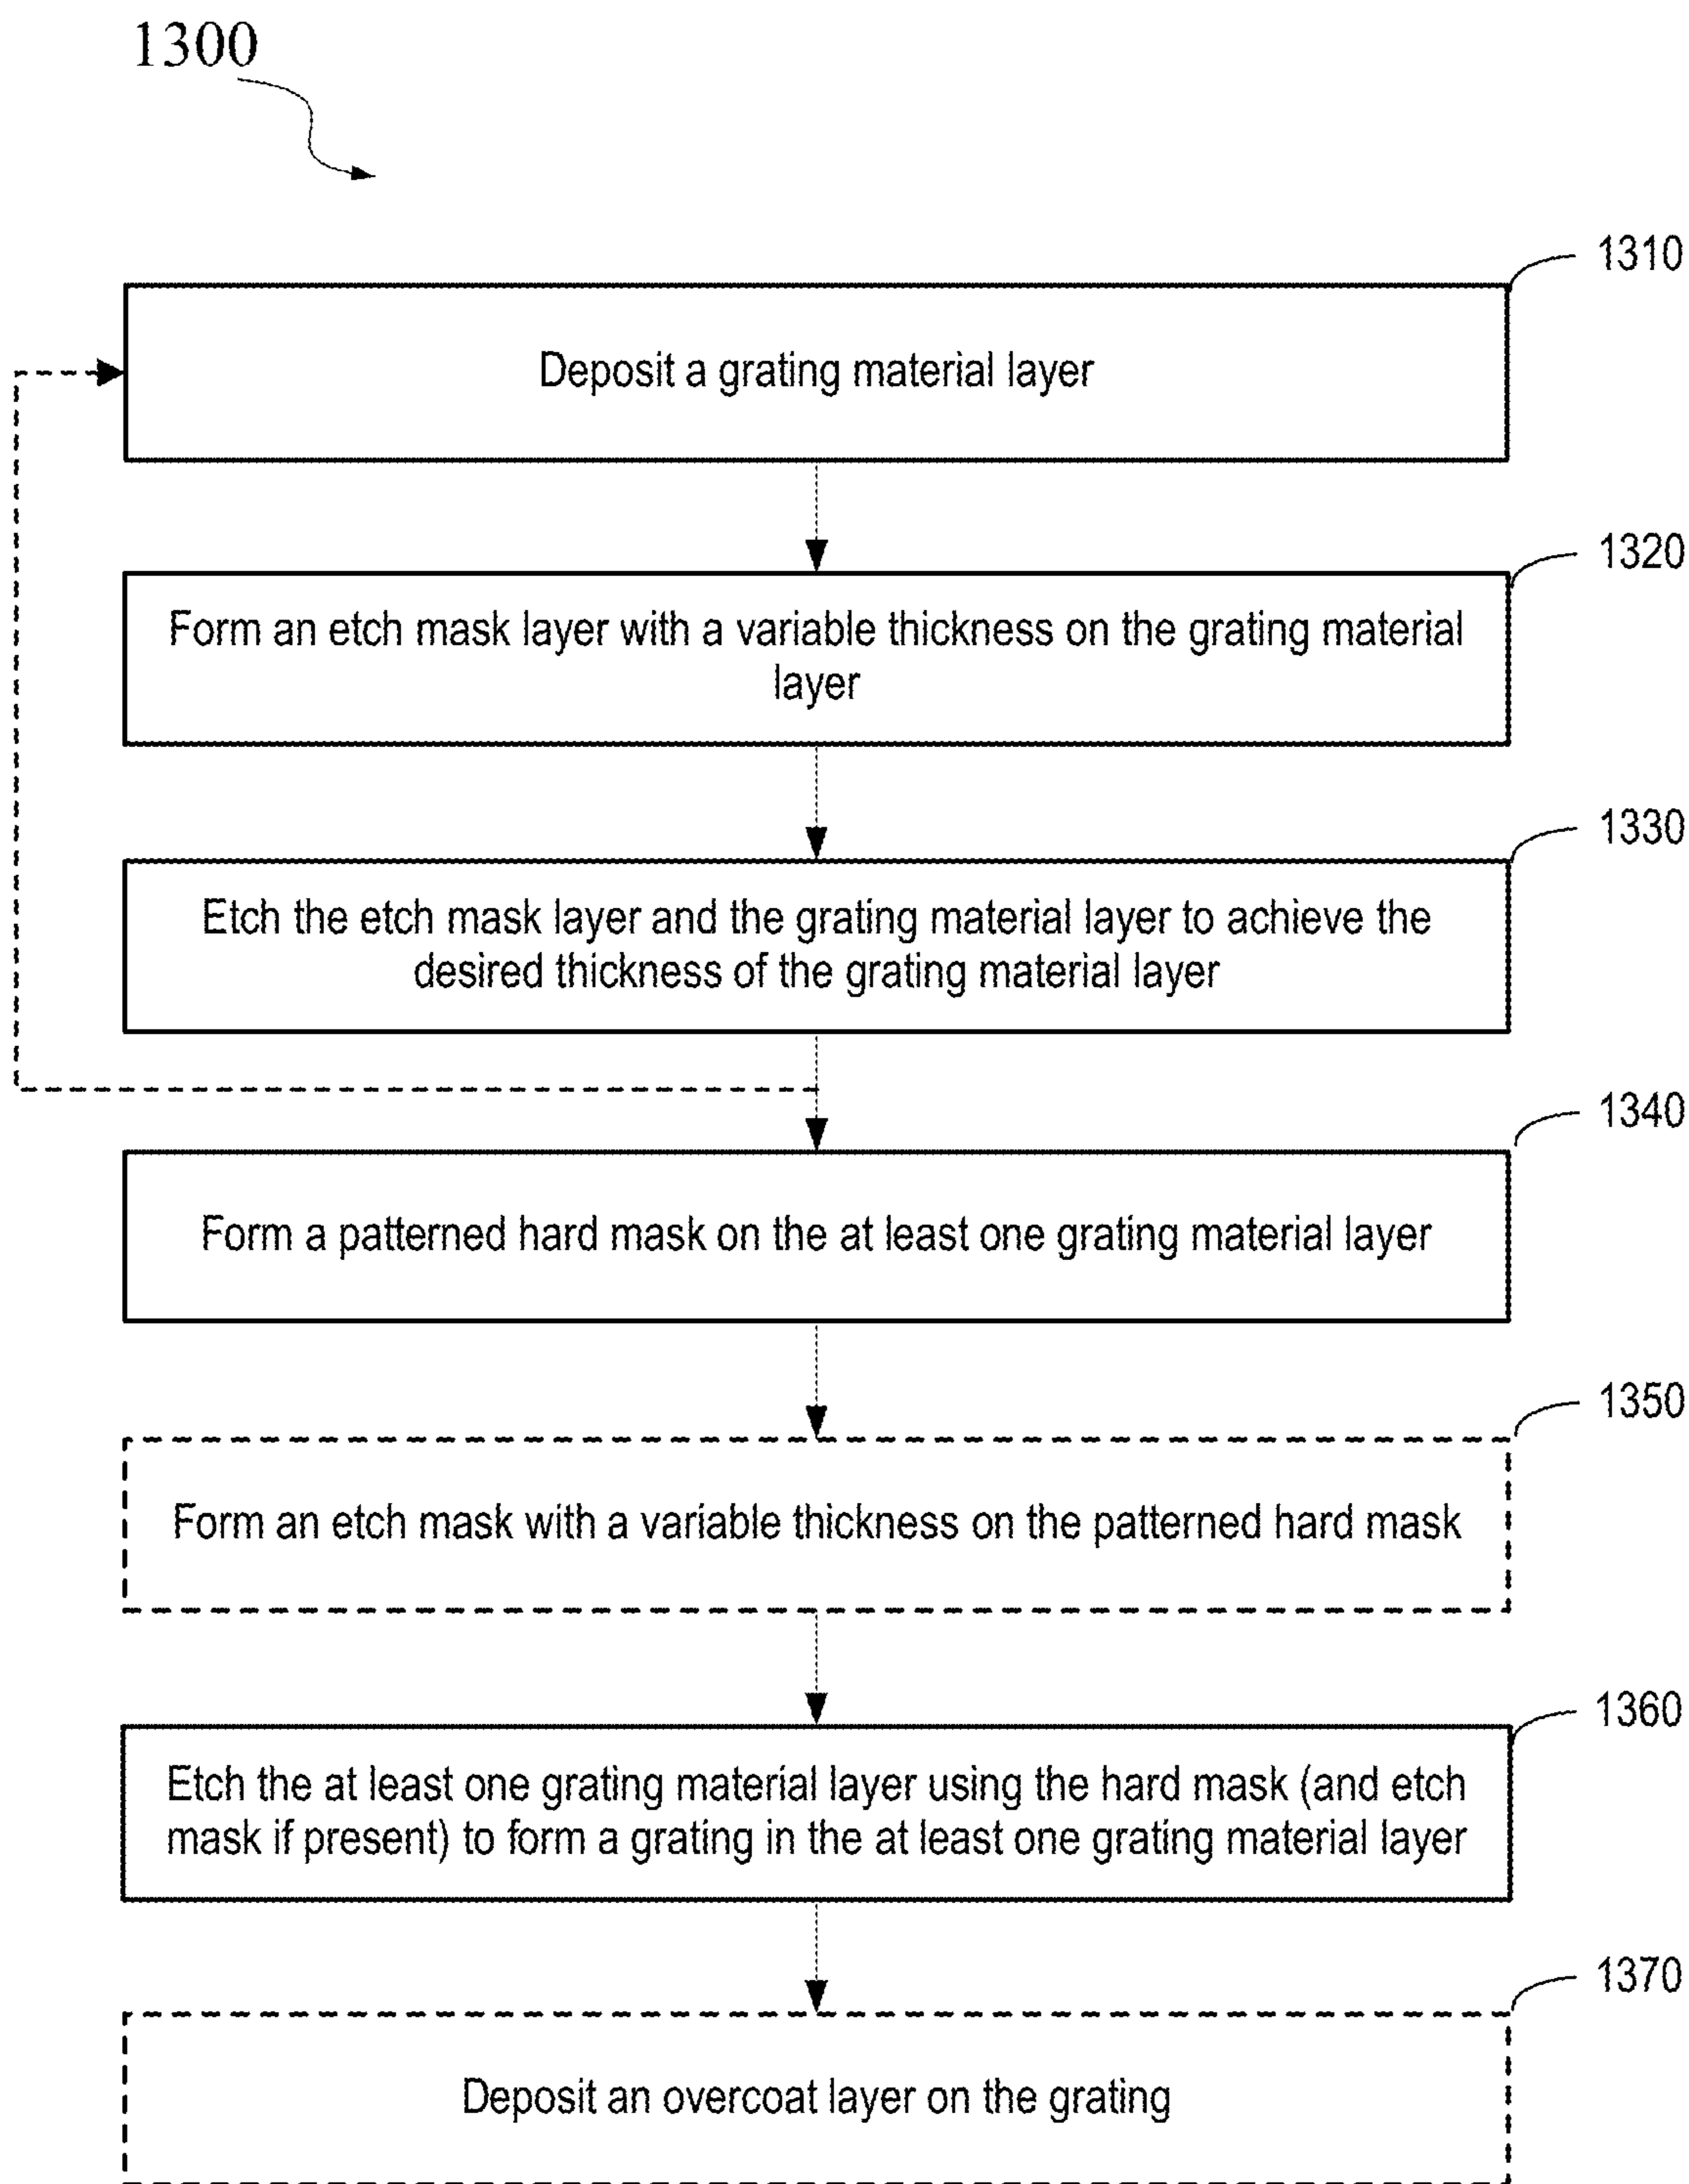 1300
1310
Deposit a grating material layer
1320
Form an etch mask layer with a variable thickness on the grating material
layer
1330
Etch the etch mask layer and the grating material layer to achieve the
desired thickness of the grating material layer
1340
Form a patterned hard mask on the at least one grating material layer
1350
Form an etch mask with a variable thickness on the patterned hard mask
1360
Etch the at least one grating material layer using the hard mask (and etch
mask if present) to form a grating in the at least one grating material layer
1370
Deposit an overcoat layer on the grating